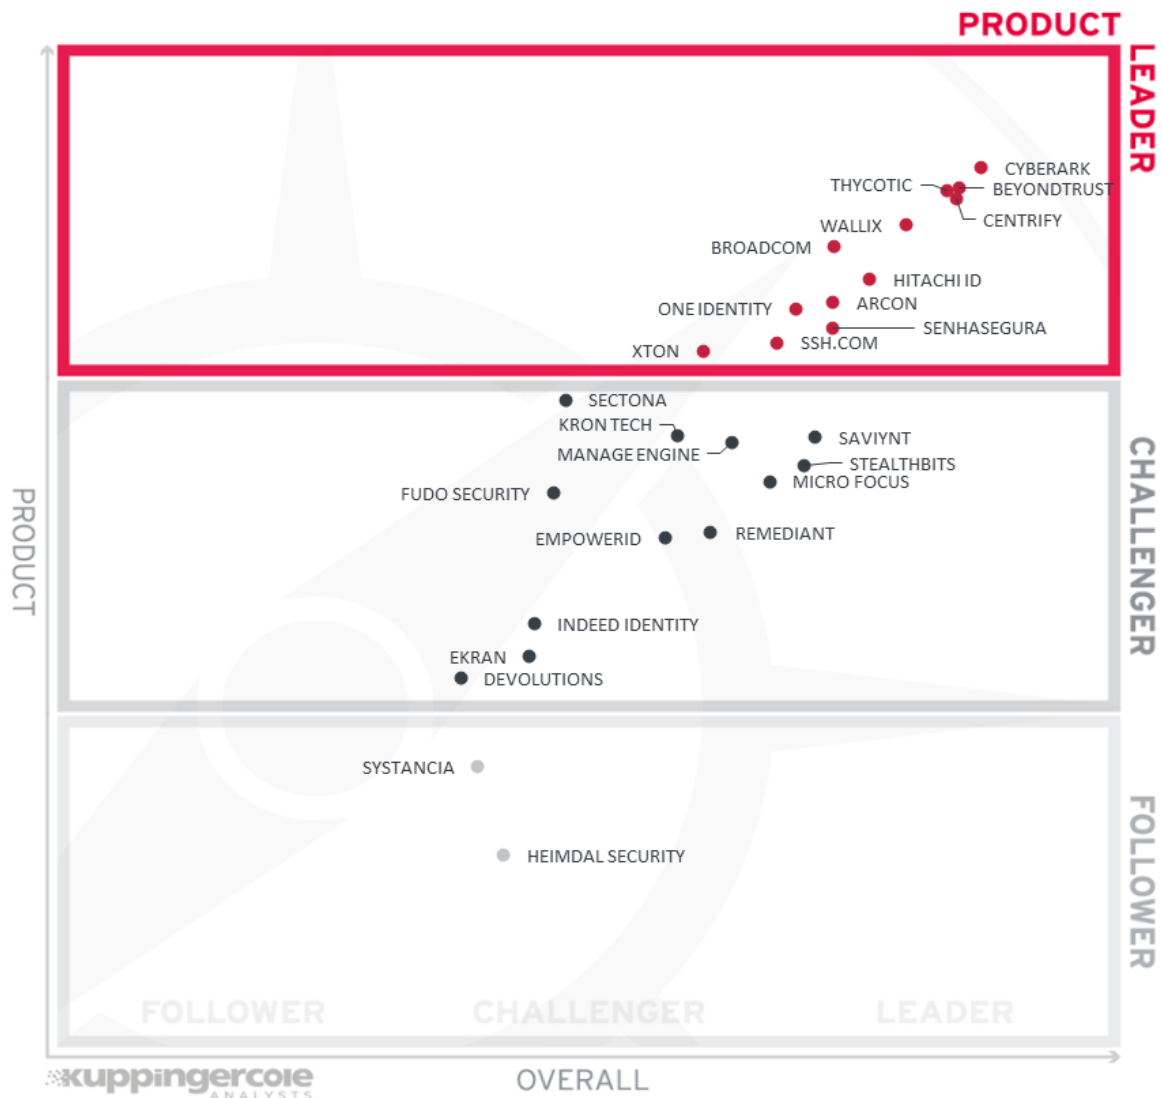 PRODUCT
LEADER
CYBERARK
THYCOTIC
BEYONDTRUST
CENTRIFY
WALLIX
BROADCOM
HITACHI ID
ARCON
ONE IDENTITY
SENHASEGURA
SSH.COM
XTON
SECTONA
KRON TECH
SAVIYNT
MANAGE ENGINE
STEALTHBITS
MICRO FOCUS
FUDO SECURITY
REMEDIANT
EMPOWERID
CHALLENGER
PRODUCT
INDEED IDENTITY
EKRAN
DEVOLUTIONS
SYSTANCIA
HEIMDAL SECURITY
FOLLOWER
FOLLOWER CHALLENGER LEADER
kuppingercole
ANALYSTS
OVERALL